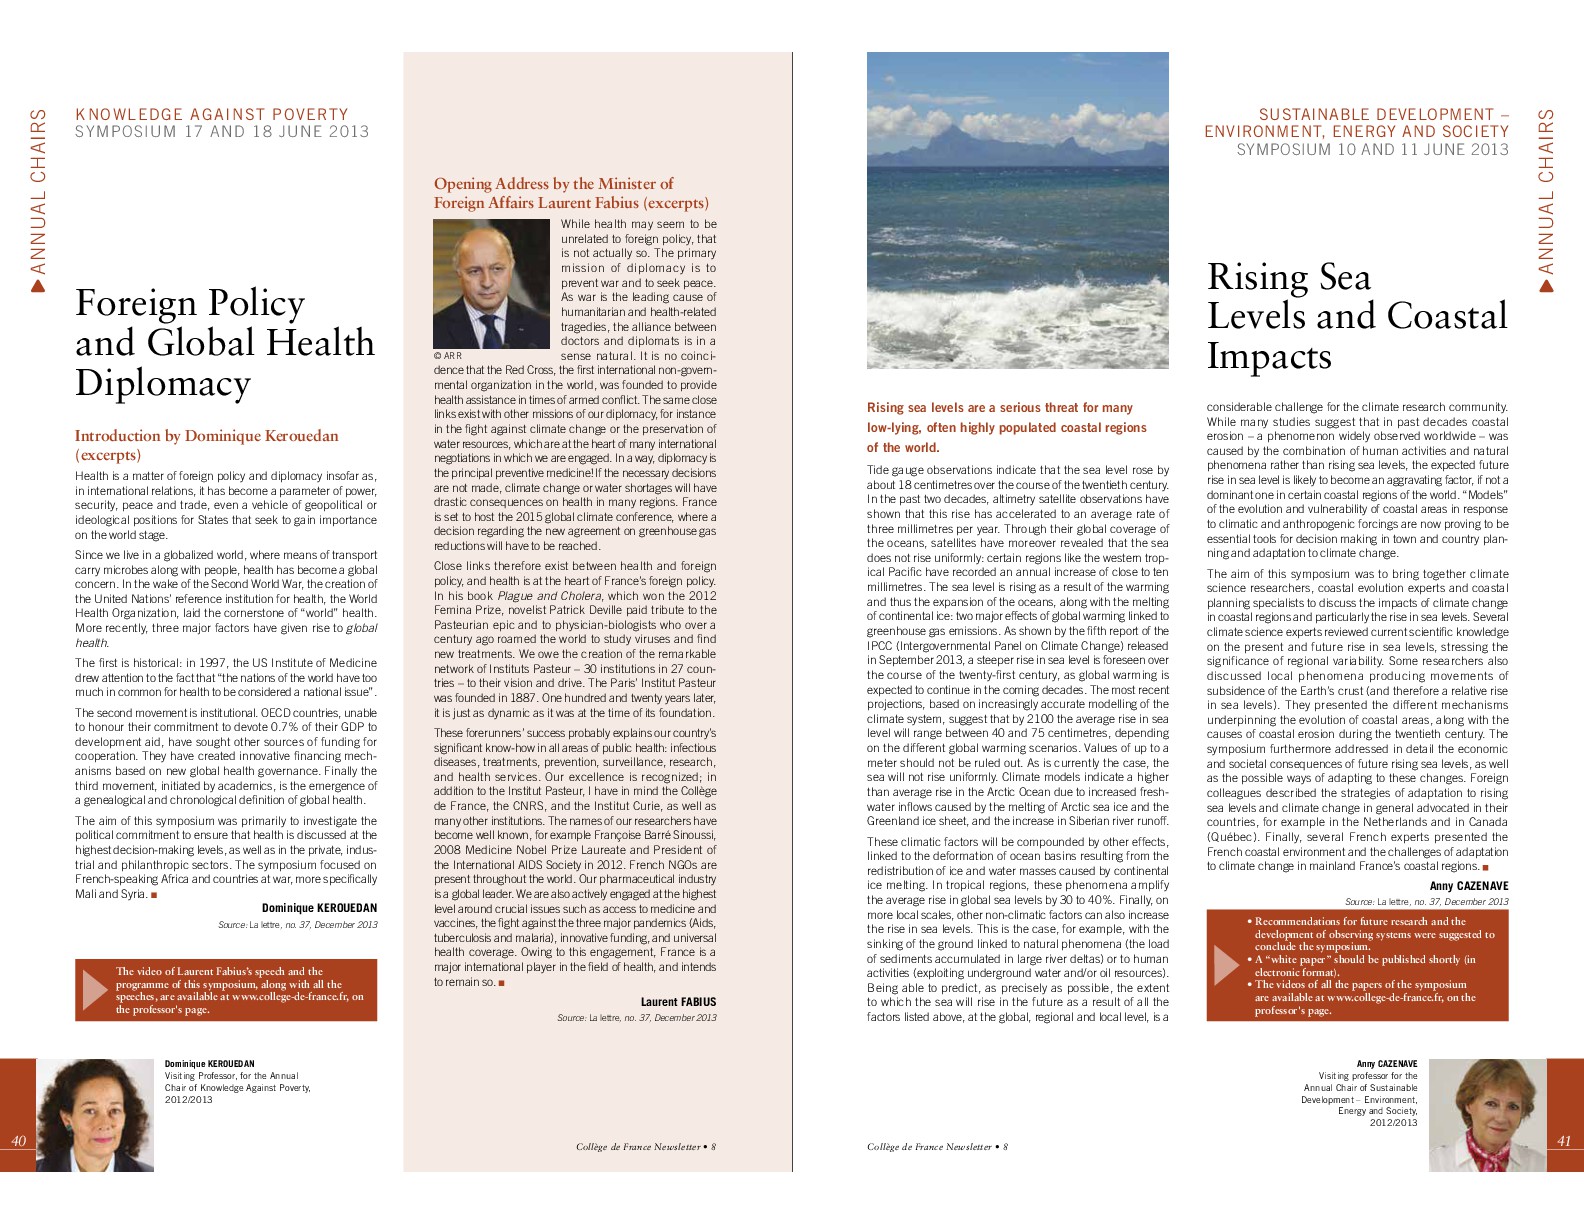 ANNUAL CHAIRS
KNOWLEDGE AGAINST POVERTY
SYMPOSIUM 17 AND 18 JUNE 2013
Foreign Policy
and Global Health
Diplomacy
Introduction by Dominique Kerouedan
(excerpts)
Health is a matter of foreign policy and diplomacy insofar as,
in international relations, it has become a parameter of power,
security, peace and trade, even a vehicle of geopolitical or
ideological positions for States that seek to gain importance
on the world stage.
Since we live in a globalized world, where means of transport
carry microbes along with people, health has become a global
concern. In the wake of the Second World War, the creation of
the United Nations' reference institution for health, the World
Health Organization, laid the cornerstone of “world” health.
More recently, three major factors have given rise to global
health.
The first is historical: in 1997, the US Institute of Medicine
drew attention to the fact that “the nations of the world have too
much in common for health to be considered a national issue”.
The second movement is institutional. OECD countries, unable
to honour their commitment to devote 0.7% of their GDP to
development aid, have sought other sources of funding for
cooperation. They have created innovative financing mech-
anisms based on new global health governance. Finally the
third movement, initiated by academics, is the emergence of
a genealogical and chronological definition of global health.
The aim of this symposium was primarily to investigate the
political commitment to ensure that health is discussed at the
highest decision-making levels, as well as in the private, indus-
trial and philanthropic sectors. The symposium focused on
French-speaking Africa and countries at war, more specifically
Mali and Syria. ■
Dominique KEROUEDAN
Source: La lettre, no. 37, December 2013
The video of Laurent Fabius's speech and the
programme of this symposium, along with all the
speeches, are available at www.college-de-france.fr, on
the professor's page.
Dominique KEROUEDAN
Visiting Professor, for the Annual
Chair of Knowledge Against Poverty,
2012/2013
40
Opening Address by the Minister of
Foreign Affairs Laurent Fabius (excerpts)
© ARR
While health may seem to be
unrelated to foreign policy, that
is not actually so. The primary
mission of diplomacy is to
prevent war and to seek peace.
As war is the leading cause of
humanitarian and health-related
tragedies, the alliance between
doctors and diplomats is in a
sense natural. It is no coinci-
dence that the Red Cross, the first international non-govern-
mental organization in the world, was founded to provide
health assistance in times of armed conflict. The same close
links exist with other missions of our diplomacy, for instance
in the fight against climate change or the preservation of
water resources, which are at the heart of many international
negotiations in which we are engaged. In a way, diplomacy is
the principal preventive medicine! If the necessary decisions
are not made, climate change or water shortages will have
drastic consequences on health in many regions. France
is set to host the 2015 global climate conference, where a
decision regarding the new agreement on greenhouse gas
reductions will have to be reached.
Close links therefore exist between health and foreign
policy, and health is at the heart of France's foreign policy.
In his book Plague and Cholera, which won the 2012
Femina Prize, novelist Patrick Deville paid tribute to the
Pasteurian epic and to physician-biologists who over a
century ago roamed the world to study viruses and find
new treatments. We owe the creation of the remarkable
network of Instituts Pasteur – 30 institutions in 27 coun-
tries – to their vision and drive. The Paris' Institut Pasteur
was founded in 1887. One hundred and twenty years later,
it is just as dynamic as it was at the time of its foundation.
These forerunners' success probably explains our country's
significant know-how in all areas of public health: infectious
diseases, treatments, prevention, surveillance, research,
and health services. Our excellence is recognized; in
addition to the Institut Pasteur, I have in mind the Collège
de France, the CNRS, and the Institut Curie, as well as
many other institutions. The names of our researchers have
become well known, for example Françoise Barré Sinoussi,
2008 Medicine Nobel Prize Laureate and President of
the International AIDS Society in 2012. French NGOs are
present throughout the world. Our pharmaceutical industry
is a global leader. We are also actively engaged at the highest
level around crucial issues such as access to medicine and
vaccines, the fight against the three major pandemics (Aids,
tuberculosis and malaria), innovative funding, and universal
health coverage. Owing to this engagement, France is a
major international player in the field of health, and intends
to remain so. ■
Laurent FABIUS
Source: La lettre, no. 37, December 2013
Collège de France Newsletter • 8
Rising sea levels are a serious threat for many
low-lying, often highly populated coastal regions
of the world.
Tide gauge observations indicate that the sea level rose by
about 18 centimetres over the course of the twentieth century.
In the past two decades, altimetry satellite observations have
shown that this rise has accelerated to an average rate of
three millimetres per year. Through their global coverage of
the oceans, satellites have moreover revealed that the sea
does not rise uniformly: certain regions like the western trop-
ical Pacific have recorded an annual increase of close to ten
millimetres. The sea level is rising as a result of the warming
and thus the expansion of the oceans, along with the melting
of continental ice: two major effects of global warming linked to
greenhouse gas emissions. As shown by the fifth report of the
IPCC (Intergovernmental Panel on Climate Change) released
in September 2013, a steeper rise in sea level is foreseen over
the course of the twenty-first century, as global warming is
expected to continue in the coming decades. The most recent
projections, based on increasingly accurate modelling of the
climate system, suggest that by 2100 the average rise in sea
level will range between 40 and 75 centimetres, depending
on the different global warming scenarios. Values of up to a
meter should not be ruled out. As is currently the case, the
sea will not rise uniformly. Climate models indicate a higher
than average rise in the Arctic Ocean due to increased fresh-
water inflows caused by the melting of Arctic sea ice and the
Greenland ice sheet, and the increase in Siberian river runoff.
These climatic factors will be compounded by other effects,
linked to the deformation of ocean basins resulting from the
redistribution of ice and water masses caused by continental
ice melting. In tropical regions, these phenomena amplify
the average rise in global sea levels by 30 to 40%. Finally, on
more local scales, other non-climatic factors can also increase
the rise in sea levels. This is the case, for example, with the
sinking of the ground linked to natural phenomena (the load
of sediments accumulated in large river deltas) or to human
activities (exploiting underground water and/or oil resources).
Being able to predict, as precisely as possible, the extent
to which the sea will rise in the future as a result of all the
factors listed above, at the global, regional and local level, is a
Collège de France Newsletter • 8
SUSTAINABLE DEVELOPMENT –
ENVIRONMENT, ENERGY AND SOCIETY
SYMPOSIUM 10 AND 11 JUNE 2013
ANNUAL CHAIRS
Rising Sea
Levels and Coastal
Impacts
considerable challenge for the climate research community.
While many studies suggest that in past decades coastal
erosion – a phenomenon widely observed worldwide – was
caused by the combination of human activities and natural
phenomena rather than rising sea levels, the expected future
rise in sea level is likely to become an aggravating factor, if not a
dominant one in certain coastal regions of the world. “Models”
of the evolution and vulnerability of coastal areas in response
to climatic and anthropogenic forcings are now proving to be
essential tools for decision making in town and country plan-
ning and adaptation to climate change.
The aim of this symposium was to bring together climate
science researchers, coastal evolution experts and coastal
planning specialists to discuss the impacts of climate change
in coastal regions and particularly the rise in sea levels. Several
climate science experts reviewed current scientific knowledge
on the present and future rise in sea levels, stressing the
significance of regional variability. Some researchers also
discussed local phenomena producing movements of
subsidence of the Earth's crust (and therefore a relative rise
in sea levels). They presented the different mechanisms
underpinning the evolution of coastal areas, along with the
causes of coastal erosion during the twentieth century. The
symposium furthermore addressed in detail the economic
and societal consequences of future rising sea levels, as well
as the possible ways of adapting to these changes. Foreign
colleagues described the strategies of adaptation to rising
sea levels and climate change in general advocated in their
countries, for example in the Netherlands and in Canada
(Québec). Finally, several French experts presented the
French coastal environment and the challenges of adaptation
to climate change in mainland France's coastal regions. ■
Anny CAZENAVE
Source: La lettre, no. 37, December 2013
• Recommendations for future research and the
development of observing systems were suggested to
conclude the symposium.
• A “white paper” should be published shortly (in
electronic format).
• The videos of all the papers of the symposium
are available at www.college-de-france.fr, on the
professor's page.
Anny CAZENAVE
Visiting professor for the
Annual Chair of Sustainable
Development – Environment,
Energy and Society,
2012/2013
41